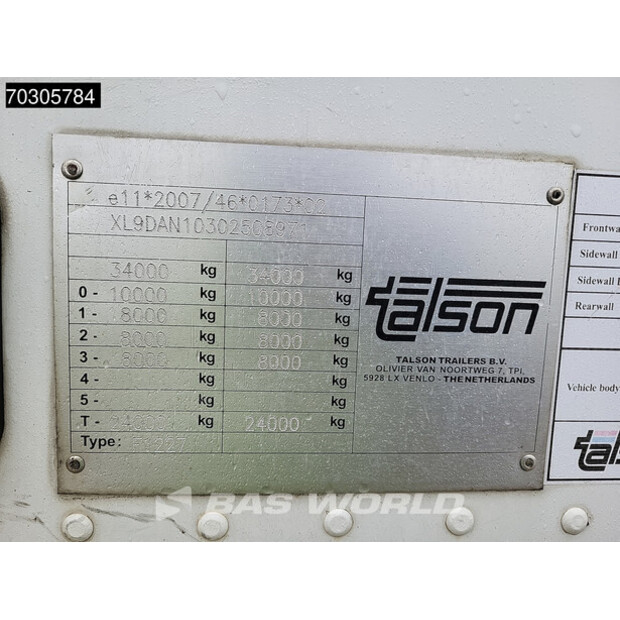 70305784
e11*2007/46*0173*02
34000 kg 34000 kg
0 - 10000 kg 10000 kg
1 - 8000 kg 8000 kg
2 - 8000 kg 8000 kg
3 - 8000 kg 8000 kg
4 - kg kg
5 - kg kg
T - 24000 kg 24000 kg
Type:
talson
TALSON TRAILERS B.V.
OLIVIER VAN NOORTWEG 7, TPI.
5928 LX VENLO - THE NETHERLANDS
Frontwa
Sidewall
Sidewall
Rearwall
Vehicle body
tals
BAS WORLD